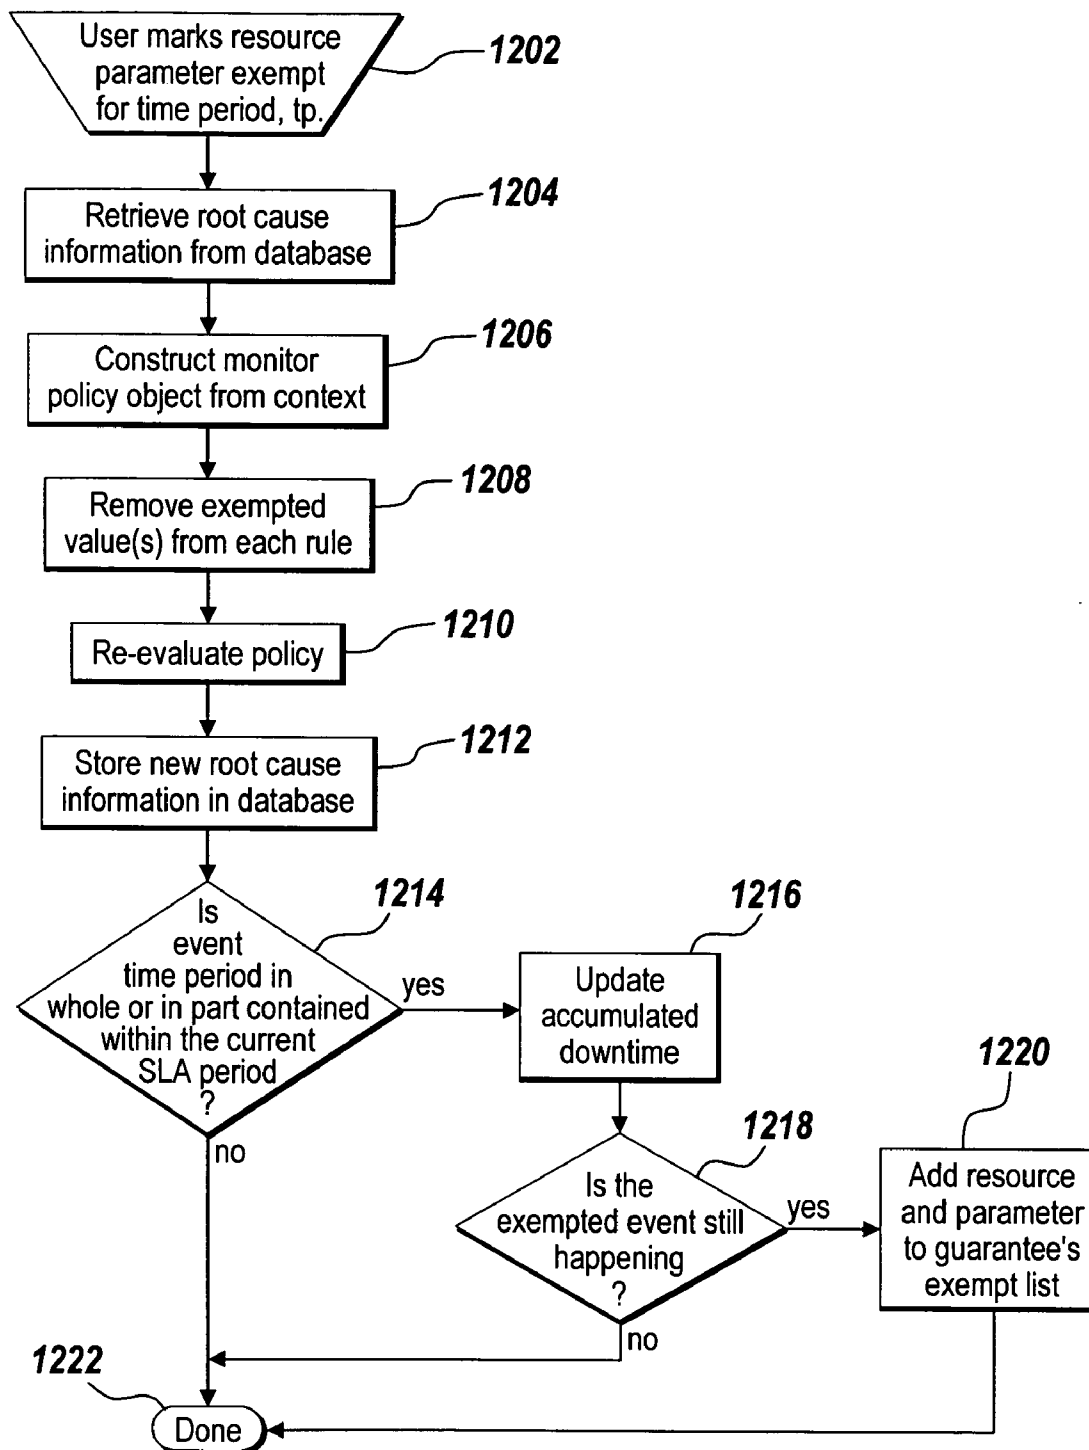 User marks resource
parameter exempt
for time period, tp.
1202
Retrieve root cause
information from database
1204
Construct monitor
policy object from context
1206
Remove exempted
value(s) from each rule
1208
Re-evaluate policy
1210
Store new root cause
information in database
1212
Is
event
time period in
whole or in part contained
within the current
SLA period
?
1214
yes
no
Update
accumulated
downtime
1216
Is the
exempted event still
happening
?
1218
yes
no
Add resource
and parameter
to guarantee's
exempt list
1220
Done
1222